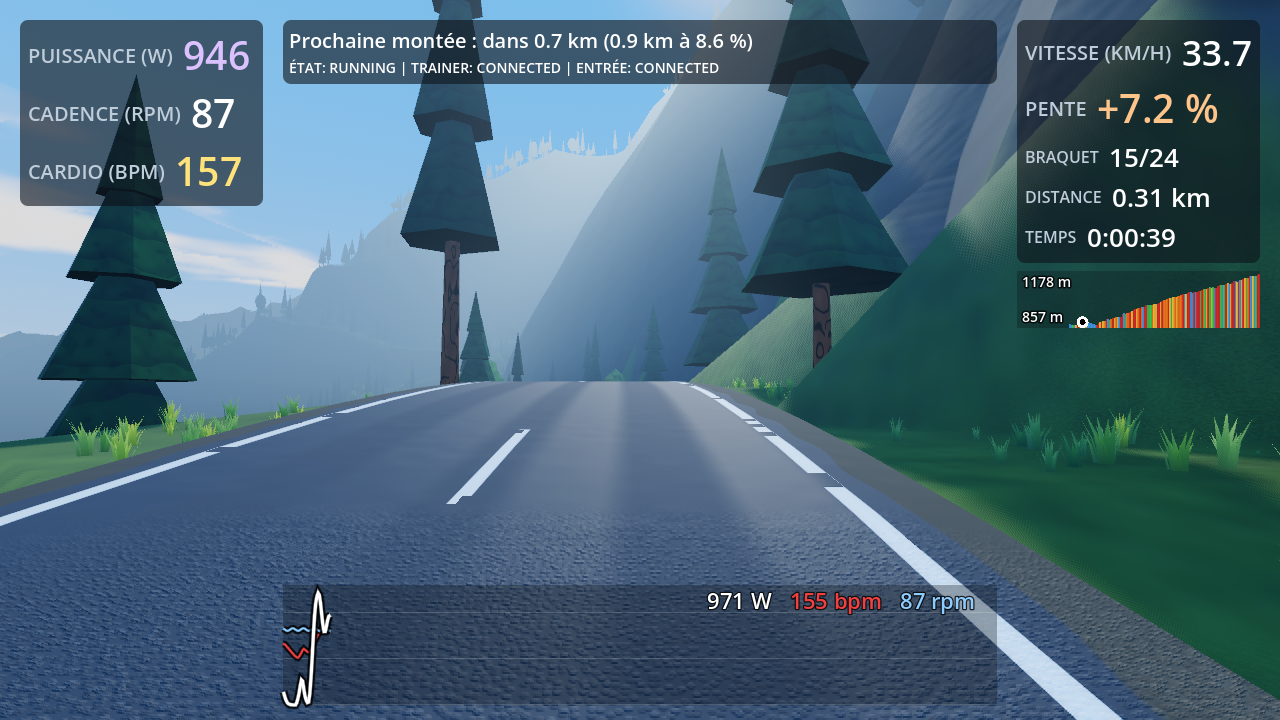 PUISSANCE (W) 946
CADENCE (RPM) 87
CARDIO (BPM) 157
Prochaine montée : dans 0.7 km (0.9 km à 8.6 %)
ÉTAT: RUNNING | TRAINER: CONNECTED | ENTRÉE: CONNECTED
VITESSE (KM/H) 33.7
PENTE +7.2 %
BRAQUET 15/24
DISTANCE 0.31 km
TEMPS 0:00:39
1178 m
857 m
971 W 155 bpm 87 rpm